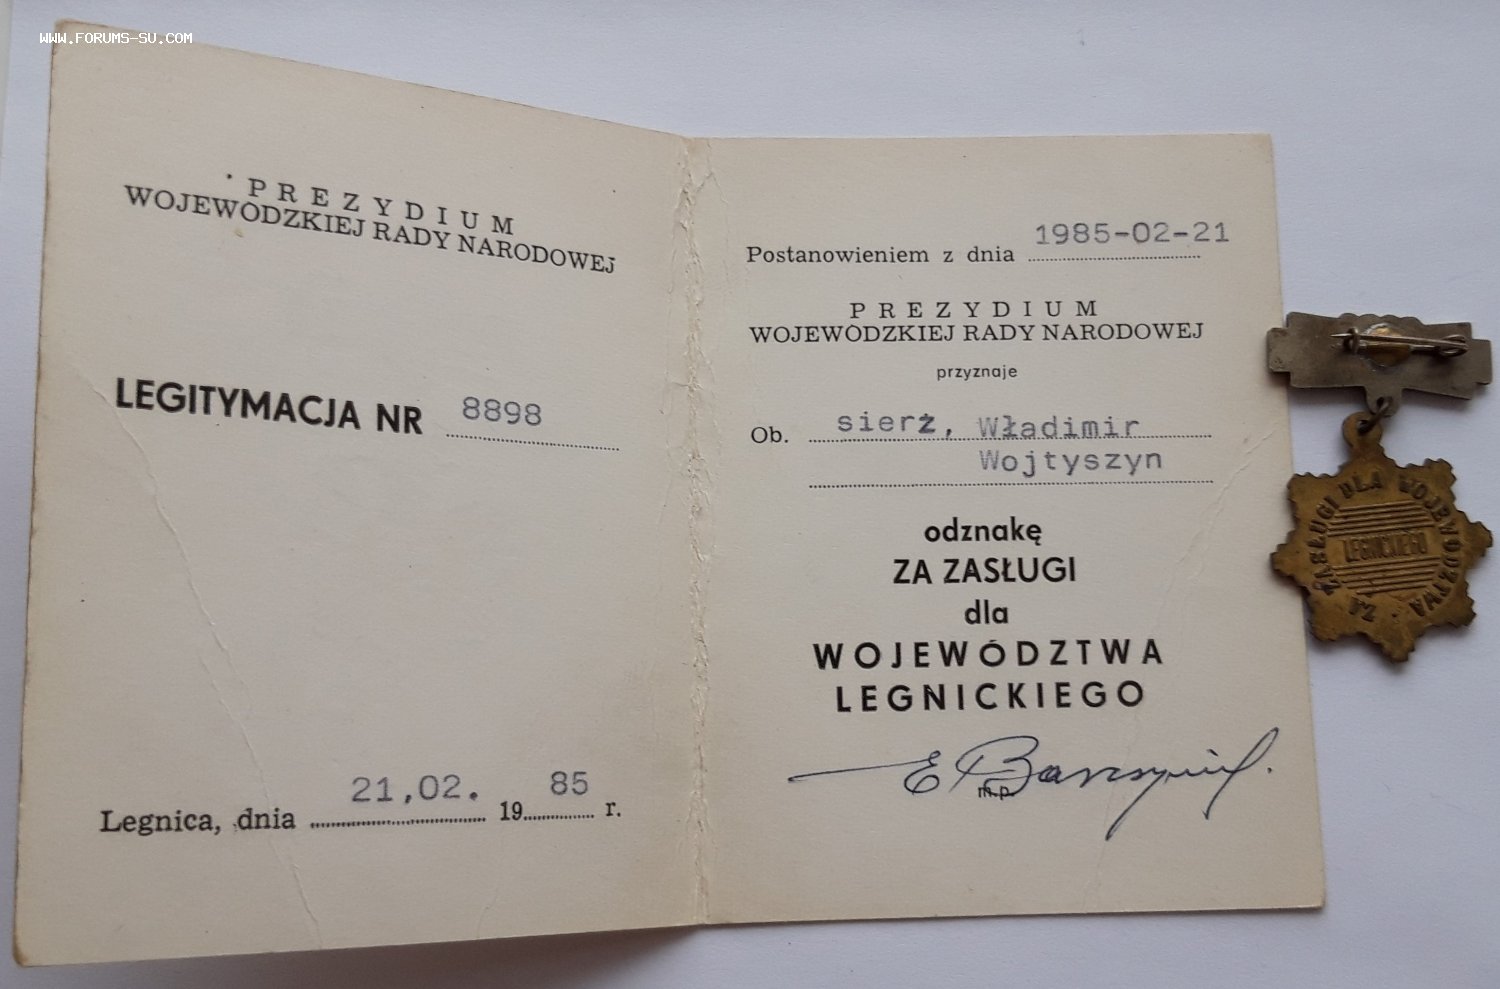 WWW.FORUMS-SU.COM
PREZYDIUM
WOJEWÓDZKIEJ RADY NARODOWEJ
LEGITYMACJA NR 8898
Legnica, dnia 21,02. 1985 r.
Postanowieniem z dnia 1985-02-21
PREZYDIUM
WOJEWÓDZKIEJ RADY NARODOWEJ
przyznaje
Ob. sierż, Władimir
Wojtyszyn
odznakę
ZA ZASŁUGI
dla
WOJEWÓDZTWA
LEGNICKIEGO
m.p.
ZA ZASŁUGI DLA WOJEWÓDZTWA
LEGNICKIEGO